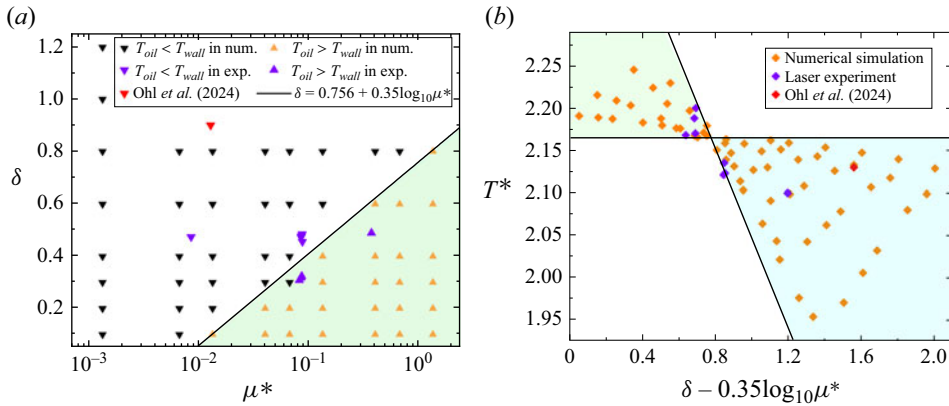 (a)
T_oil < T_wall in num. T_oil > T_wall in num.
T_oil < T_wall in exp. T_oil > T_wall in exp.
Ohl et al. (2024) δ = 0.756 + 0.35log₁₀μ*
1.2
1.0
0.8
0.6
0.4
0.2
δ
10⁻³ 10⁻² 10⁻¹ 10⁰
μ*
(b)
Numerical simulation
Laser experiment
Ohl et al. (2024)
2.25
2.20
2.15
2.10
2.05
2.00
1.95
T*
0 0.4 0.8 1.2 1.6 2.0
δ – 0.35log₁₀μ*